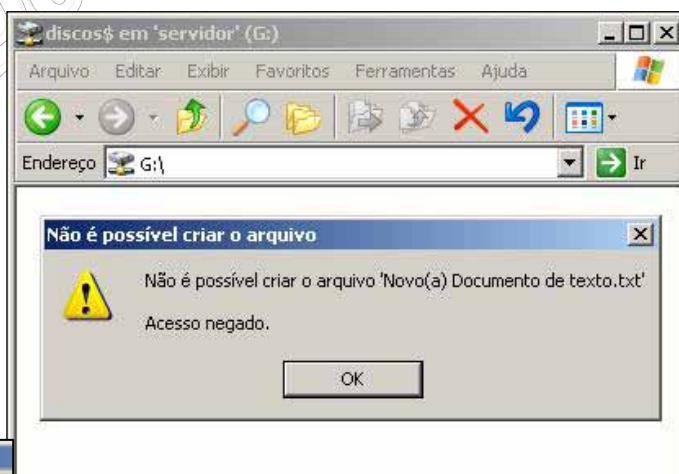 discos$ em 'servidor' (G:)
Arquivo Editar Exibir Favoritos Ferramentas Ajuda
Endereço G:\ Ir
Não é possível criar o arquivo
Não é possível criar o arquivo 'Novo(a) Documento de texto.txt'
Acesso negado.
OK